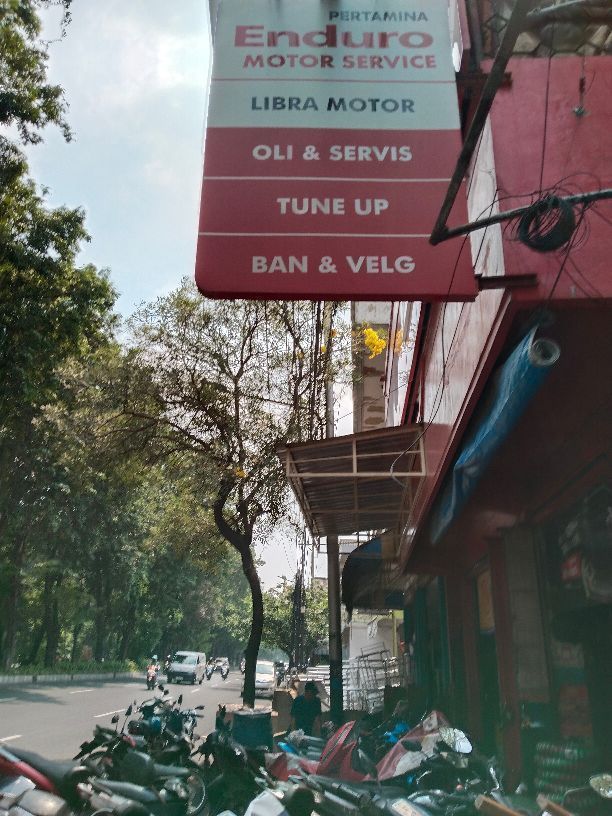 PERTAMINA
Enduro
MOTOR SERVICE
LIBRA MOTOR
OLI & SERVIS
TUNE UP
BAN & VELG